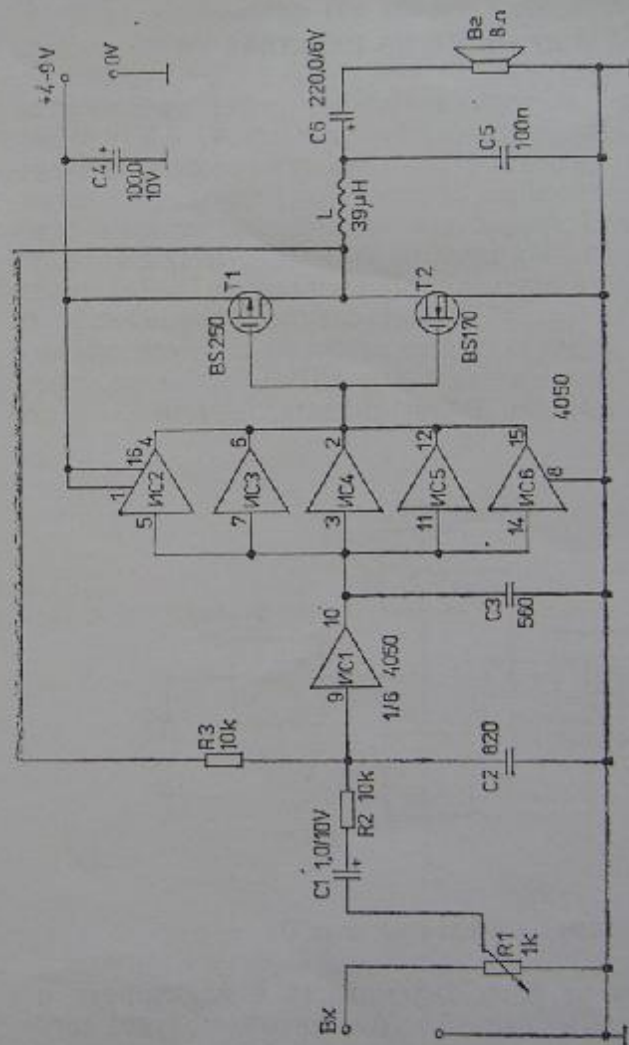 Вх
R1
1k
C1 1,0/10V
+
R2
10k
R3
10k
C2 820
9
ИС1
10
1/6 4050
C3
560
5
ИС2
1
16
4
7
ИС3
6
3
ИС4
2
11
ИС5
12
14
ИС6
15
8
4050
BS250
T1
T2
BS170
L
39µH
C4
+
100,0
10V
+4-9V
0V
C6 220,0/6V
+
C5
100n
Вг
8Ω